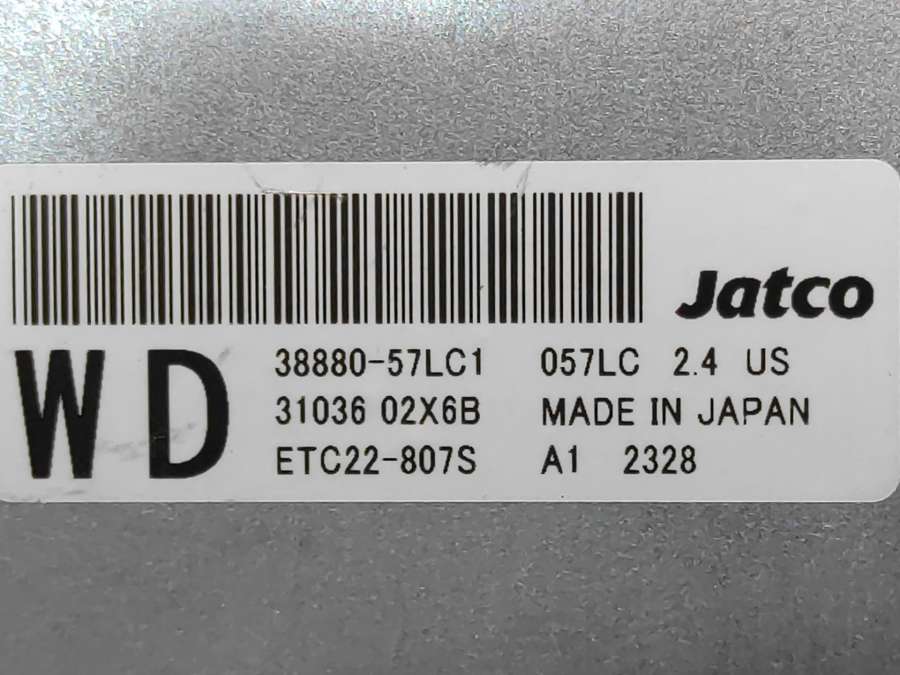 Jatco
WD
38880-57LC1 057LC 2.4 US
31036 02X6B MADE IN JAPAN
ETC22-807S A1 2328